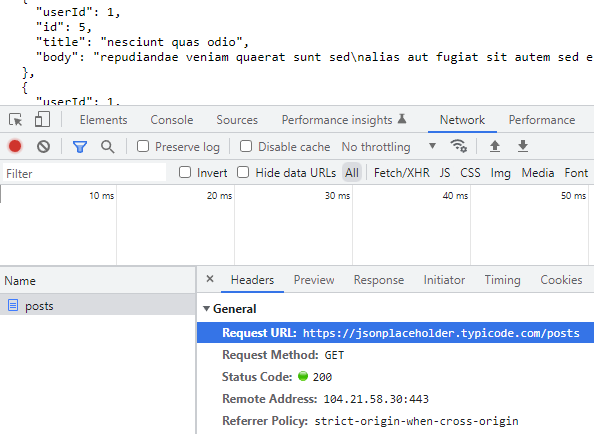 {
"userId": 1,
"id": 5,
"title": "nesciunt quas odio",
"body": "repudiandae veniam quaerat sunt sed\nalias aut fugiat sit autem sed e
},
{
"userId": 1,
Elements Console Sources Performance insights Network Performance
Preserve log Disable cache No throttling
Filter Invert Hide data URLs All Fetch/XHR JS CSS Img Media Font
10 ms 20 ms 30 ms 40 ms 50 ms
Name × Headers Preview Response Initiator Timing Cookies
posts
General
Request URL: https://jsonplaceholder.typicode.com/posts
Request Method: GET
Status Code: 200
Remote Address: 104.21.58.30:443
Referrer Policy: strict-origin-when-cross-origin